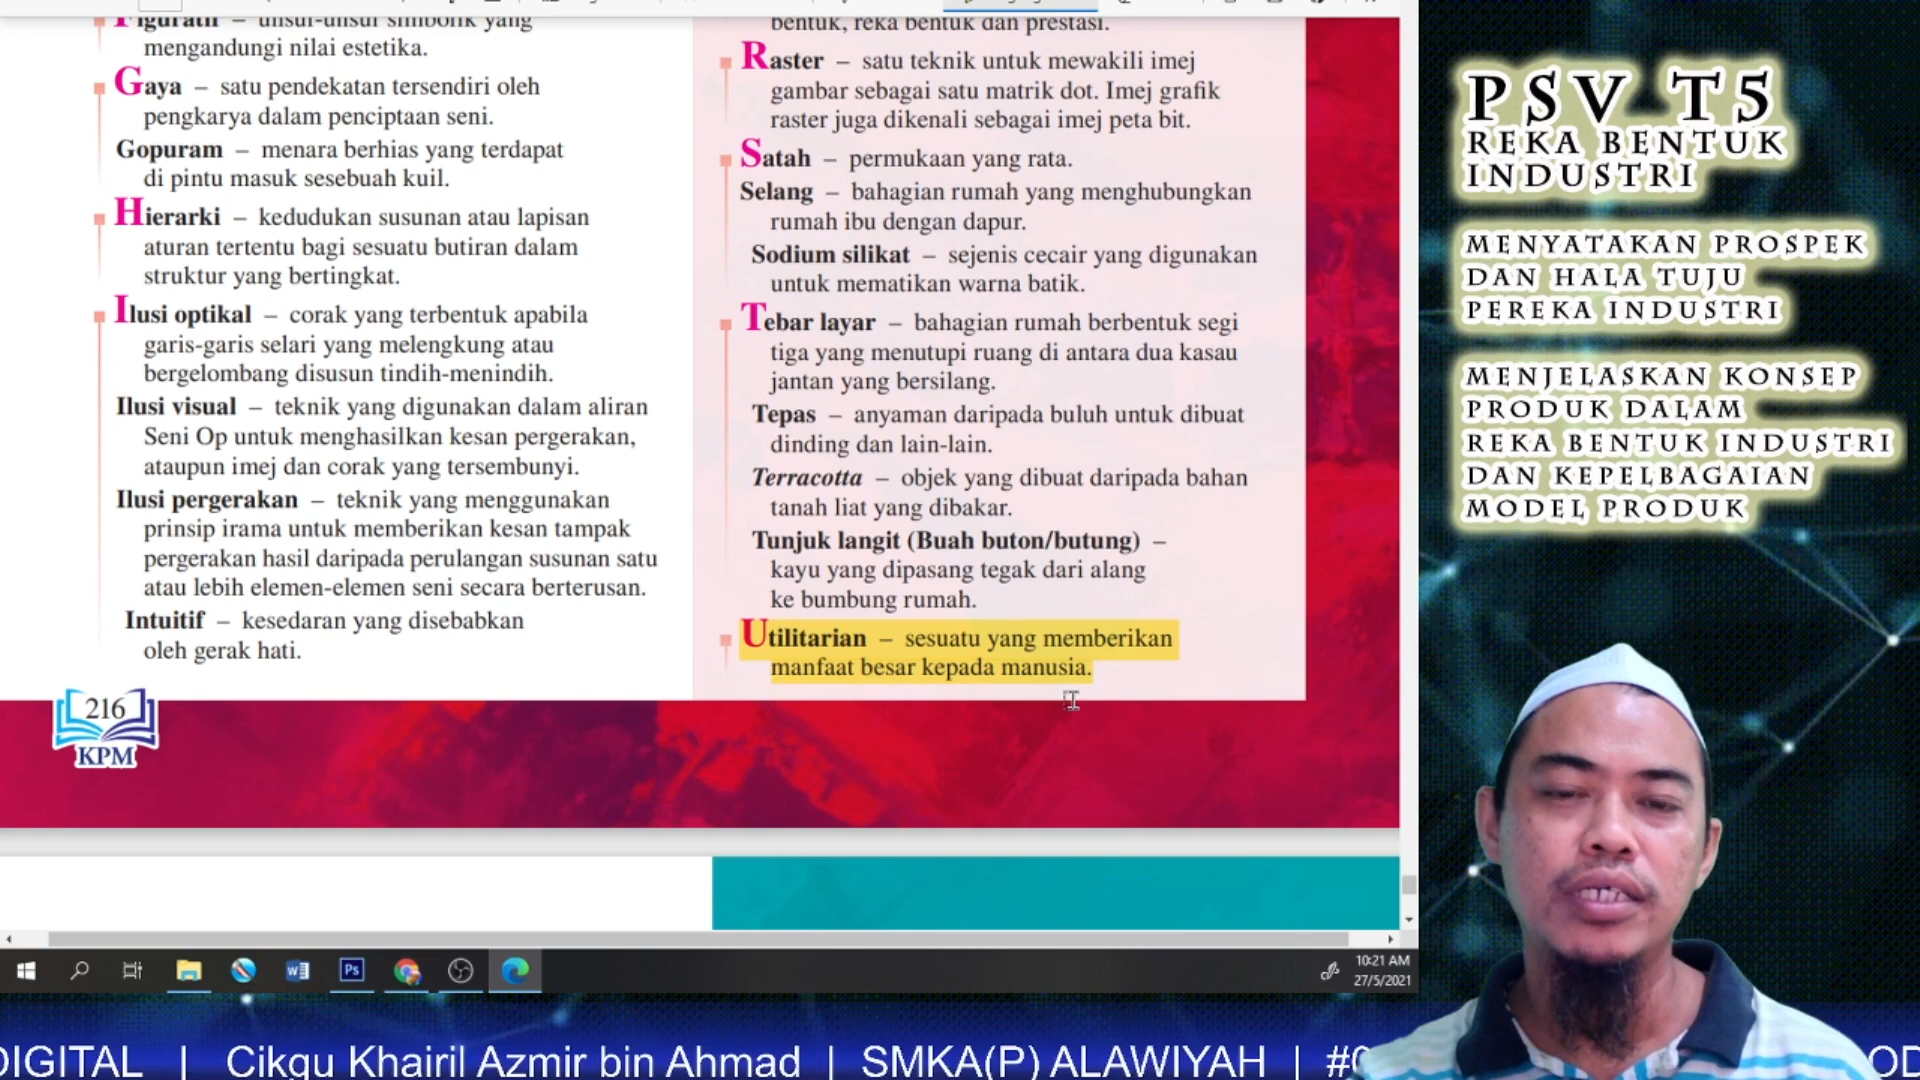 Figuratif – unsur-unsur simbolik yang
mengandungi nilai estetika.
Gaya – satu pendekatan tersendiri oleh
pengkarya dalam penciptaan seni.
Gopuram – menara berhias yang terdapat
di pintu masuk sesebuah kuil.
Hierarki – kedudukan susunan atau lapisan
aturan tertentu bagi sesuatu butiran dalam
struktur yang bertingkat.
Ilusi optikal – corak yang terbentuk apabila
garis-garis selari yang melengkung atau
bergelombang disusun tindih-menindih.
Ilusi visual – teknik yang digunakan dalam aliran
Seni Op untuk menghasilkan kesan pergerakan,
ataupun imej dan corak yang tersembunyi.
Ilusi pergerakan – teknik yang menggunakan
prinsip irama untuk memberikan kesan tampak
pergerakan hasil daripada perulangan susunan satu
atau lebih elemen-elemen seni secara berterusan.
Intuitif – kesedaran yang disebabkan
oleh gerak hati.
216
KPM
bentuk, reka bentuk dan prestasi.
Raster – satu teknik untuk mewakili imej
gambar sebagai satu matrik dot. Imej grafik
raster juga dikenali sebagai imej peta bit.
Satah – permukaan yang rata.
Selang – bahagian rumah yang menghubungkan
rumah ibu dengan dapur.
Sodium silikat – sejenis cecair yang digunakan
untuk mematikan warna batik.
Tebar layar – bahagian rumah berbentuk segi
tiga yang menutupi ruang di antara dua kasau
jantan yang bersilang.
Tepas – anyaman daripada buluh untuk dibuat
dinding dan lain-lain.
Terracotta – objek yang dibuat daripada bahan
tanah liat yang dibakar.
Tunjuk langit (Buah buton/butung) –
kayu yang dipasang tegak dari alang
ke bumbung rumah.
Utilitarian – sesuatu yang memberikan
manfaat besar kepada manusia.
PSV T5
REKA BENTUK
INDUSTRI
MENYATAKAN PROSPEK
DAN HALA TUJU
PEREKA INDUSTRI
MENJELASKAN KONSEP
PRODUK DALAM
REKA BENTUK INDUSTRI
DAN KEPELBAGAIAN
MODEL PRODUK
Ps
10:21 AM
27/5/2021
DIGITAL | Cikgu Khairil Azmir bin Ahmad | SMKA(P) ALAWIYAH |